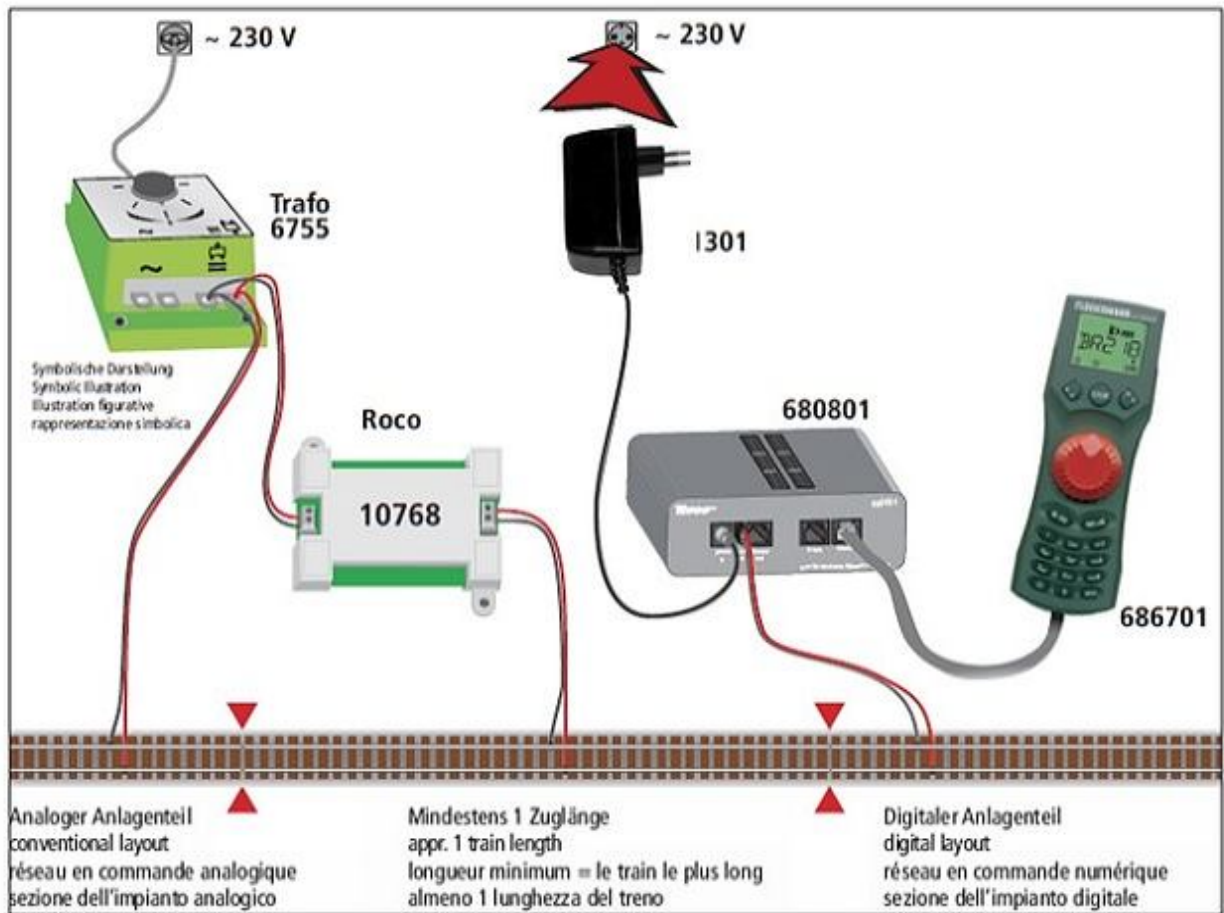 ~ 230 V
~ 230 V
Trafo
6755
~
1301
Symbolische Darstellung
Symbolic Illustration
Illustration figurative
rappresentazione simbolica
Roco
10768
680801
BR218
STOP
686701
Analoger Anlagenteil
conventional layout
réseau en commande analogique
sezione dell'impianto analogico
Mindestens 1 Zuglänge
appr. 1 train length
longueur minimum = le train le plus long
almeno 1 lunghezza del treno
Digitaler Anlagenteil
digital layout
réseau en commande numérique
sezione dell'impianto digitale